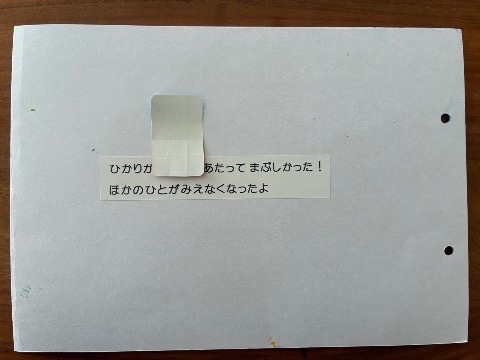 ひかりが あたって まぶしかった！
ほかのひとがみえなくなったよ